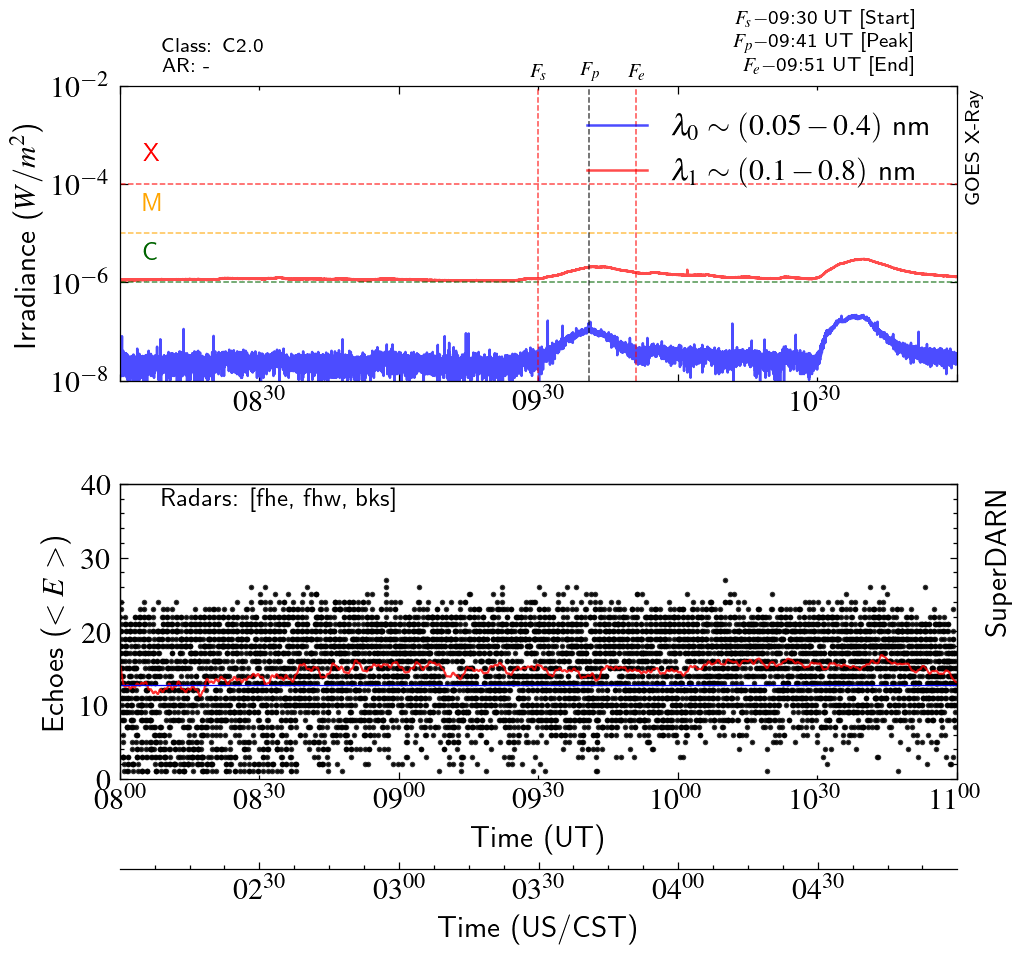 Class: C2.0
AR: -
F_s−09:30 UT [Start]
F_p−09:41 UT [Peak]
F_e−09:51 UT [End]
F_s F_p F_e
10^−2
10^−4
10^−6
10^−8
Irradiance (W/m^2)
X
M
C
λ_0 ∼ (0.05 − 0.4) nm
λ_1 ∼ (0.1 − 0.8) nm
GOES X-Ray
08^30 09^30 10^30
Radars: [fhe, fhw, bks]
40
30
20
10
0
Echoes (< E >)
SuperDARN
08^00 08^30 09^00 09^30 10^00 10^30 11^00
Time (UT)
02^30 03^00 03^30 04^00 04^30
Time (US/CST)